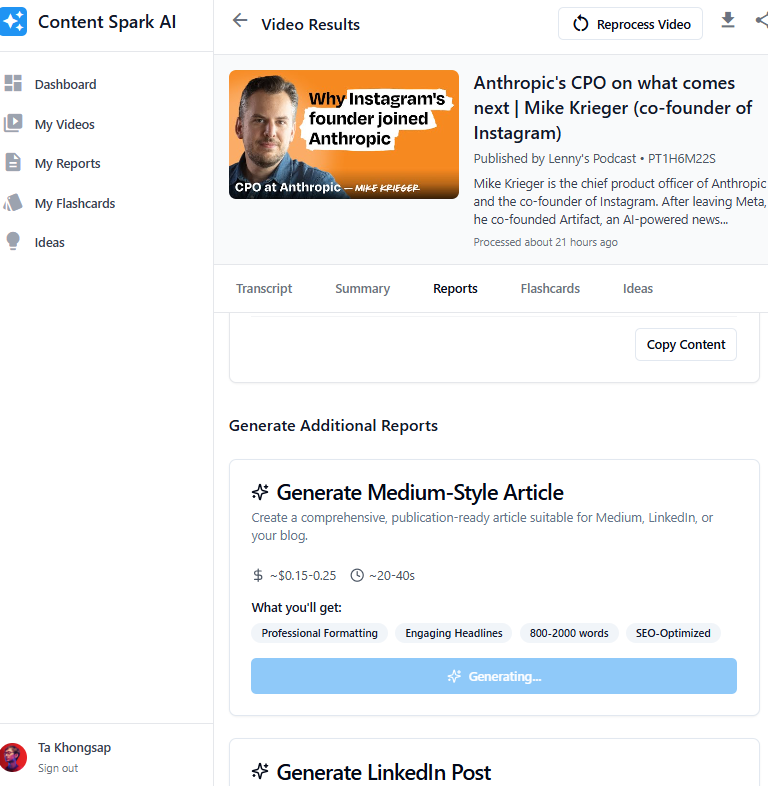 Content Spark AI
Dashboard
My Videos
My Reports
My Flashcards
Ideas
Ta Khongsap
Sign out
Video Results
Reprocess Video
Why Instagram's
founder joined
Anthropic
CPO at Anthropic — MIKE KRIEGER
Anthropic's CPO on what comes
next | Mike Krieger (co-founder of
Instagram)
Published by Lenny's Podcast • PT1H6M22S
Mike Krieger is the chief product officer of Anthropic
and the co-founder of Instagram. After leaving Meta,
he co-founded Artifact, an AI-powered news...
Processed about 21 hours ago
Transcript
Summary
Reports
Flashcards
Ideas
Copy Content
Generate Additional Reports
Generate Medium-Style Article
Create a comprehensive, publication-ready article suitable for Medium, LinkedIn, or
your blog.
$ ~$0.15-0.25 ~20-40s
What you'll get:
Professional Formatting
Engaging Headlines
800-2000 words
SEO-Optimized
Generating...
Generate LinkedIn Post